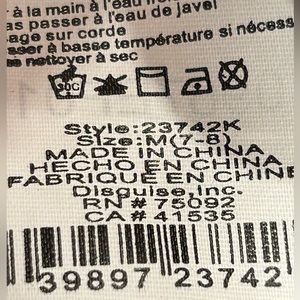 à la main à l'eau
as passer à l'eau de javel
age sur corde
sser à basse température si nécess
ne nettoyer à sec
30C
Style:23742K
Size:M(7-8)
MADE IN CHINA
HECHO EN CHINA
FABRIQUE EN CHINE
Disguise,Inc.
RN# 75092
CA# 41535
39897 23742